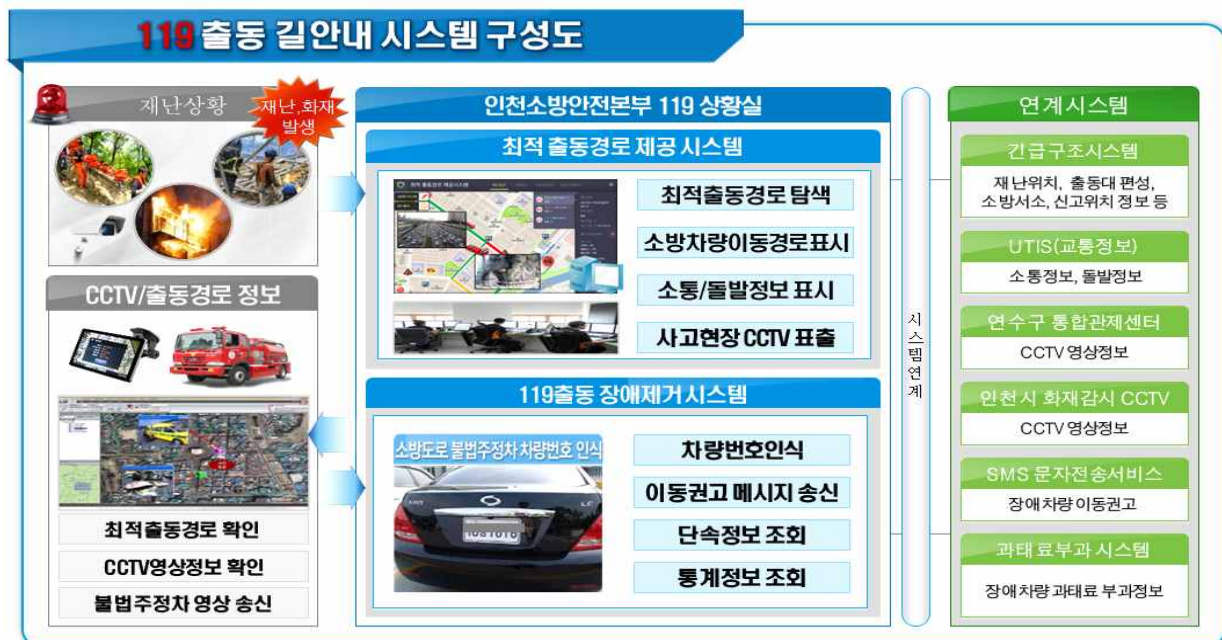 119 출동 길안내 시스템 구성도
재난상황
재난,화재
발생
CCTV/출동경로 정보
최적출동경로 확인
CCTV영상정보 확인
불법주정차 영상 송신
인천소방안전본부 119 상황실
최적 출동경로 제공 시스템
최적 출동경로 제공시스템
최적출동경로 탐색
소방차량이동경로표시
소통/돌발정보 표시
사고현장 CCTV 표출
119출동 장애제거 시스템
소방도로 불법주정차 차량번호 인식
차량번호인식
이동권고 메시지 송신
단속정보 조회
통계정보 조회
시스템연계
연계시스템
긴급구조시스템
재난위치, 출동대 편성,
소방서소, 신고위치 정보 등
UTIS(교통정보)
소통정보, 돌발정보
연수구 통합관제센터
CCTV 영상정보
인천시 화재감시 CCTV
CCTV 영상정보
SMS 문자전송서비스
장애차량 이동권고
과태료부과 시스템
장애차량 과태료 부과정보